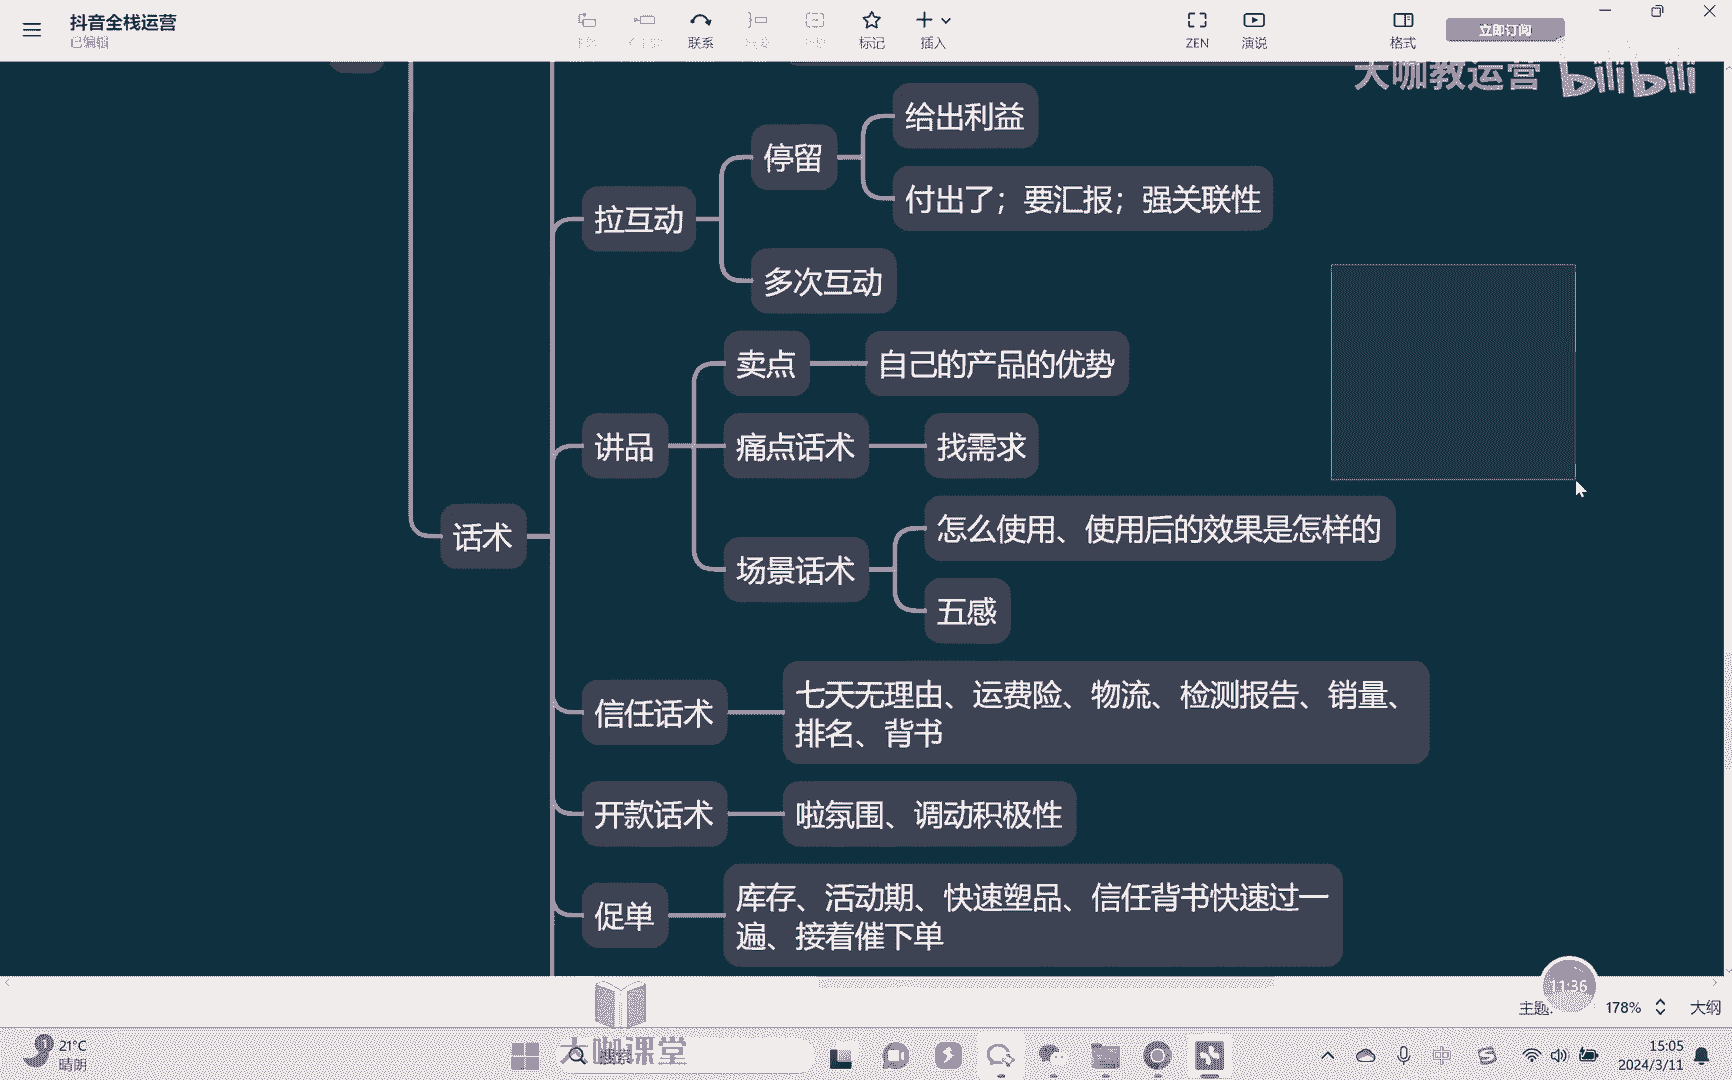 抖音全栈运营
已编辑
联系
标记
插入
ZEN
演说
格式
立即订阅
大咖教运营 bilibili
给出利益
停留
付出了；要汇报；强关联性
拉互动
多次互动
卖点
自己的产品的优势
讲品
痛点话术
找需求
话术
怎么使用、使用后的效果是怎样的
场景话术
五感
信任话术
七天无理由、运费险、物流、检测报告、销量、
排名、背书
开款话术
啦氛围、调动积极性
促单
库存、活动期、快速塑品、信任背书快速过一
遍、接着催下单
11:36
主题:
178%
大纲
1
21°C
晴朗
大咖课堂
搜索
中
15:05
2024/3/11